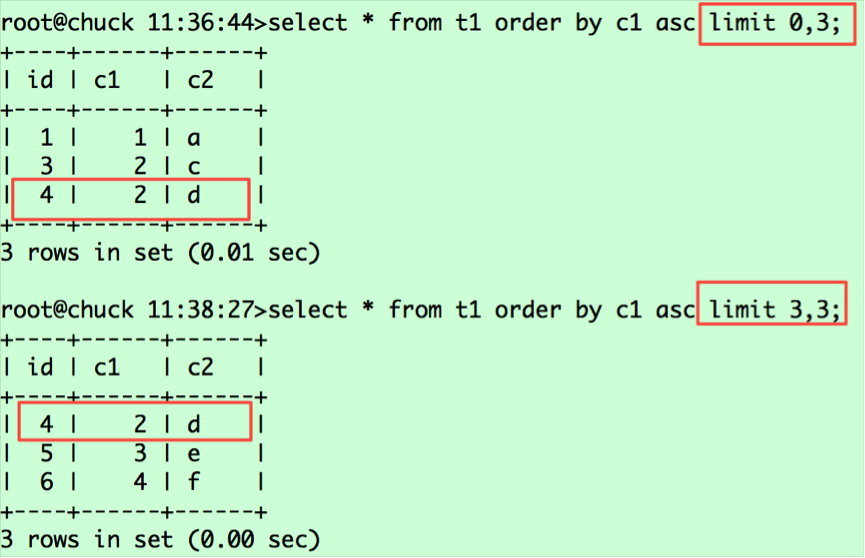 root@chuck 11:36:44>select * from t1 order by c1 asc limit 0,3;
+----+------+------+
| id | c1   | c2   |
+----+------+------+
|  1 |    1 | a    |
|  3 |    2 | c    |
|  4 |    2 | d    |
+----+------+------+
3 rows in set (0.01 sec)
root@chuck 11:38:27>select * from t1 order by c1 asc limit 3,3;
+----+------+------+
| id | c1   | c2   |
+----+------+------+
|  4 |    2 | d    |
|  5 |    3 | e    |
|  6 |    4 | f    |
+----+------+------+
3 rows in set (0.00 sec)